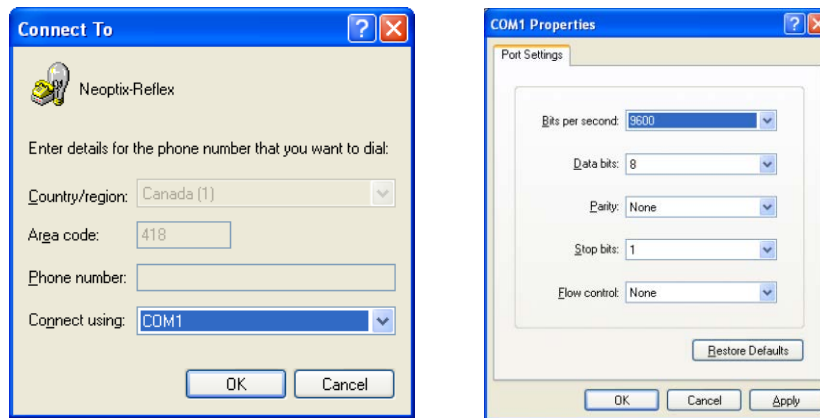 Connect To
Neoptix-Reflex
Enter details for the phone number that you want to dial:
Country/region: Canada (1)
Area code: 418
Phone number:
Connect using: COM1
OK Cancel
COM1 Properties
Port Settings
Bits per second: 9600
Data bits: 8
Parity: None
Stop bits: 1
Flow control: None
Restore Defaults
OK Cancel Apply